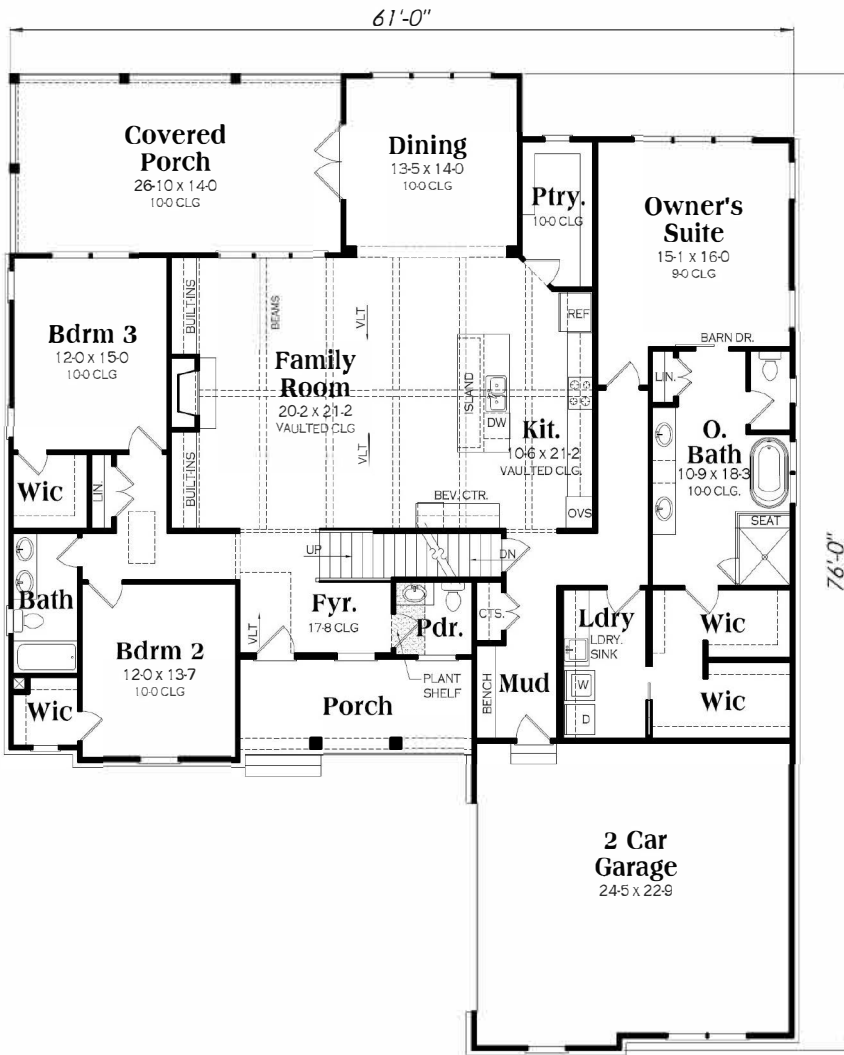 61'-0"
Covered
Porch
26-10 x 14-0
10-0 CLG
Dining
13-5 x 14-0
10-0 CLG
Ptry.
10-0 CLG
Owner's
Suite
15-1 x 16-0
9-0 CLG
Bdrm 3
12-0 x 15-0
10-0 CLG
BUILT-INS
BEAMS
VLT
Family
Room
20-2 x 21-2
VAULTED CLG
VLT
BUILT-INS
ISLAND
DW
REF
Kit.
10-6 x 21-2
VAULTED CLG.
OVS
BEV. CTR.
BARN DR.
LIN.
O.
Bath
10-9 x 18-3
10-0 CLG.
SEAT
Wic
LIN.
UP
DN
Bath
Bdrm 2
12-0 x 13-7
10-0 CLG
Wic
VLT
Fyr.
17-8 CLG
Pdr.
PLANT
SHELF
Porch
CTS.
BENCH
Mud
Ldry
LDRY.
SINK
W
D
Wic
Wic
2 Car
Garage
24-5 x 22-9
76'-0"